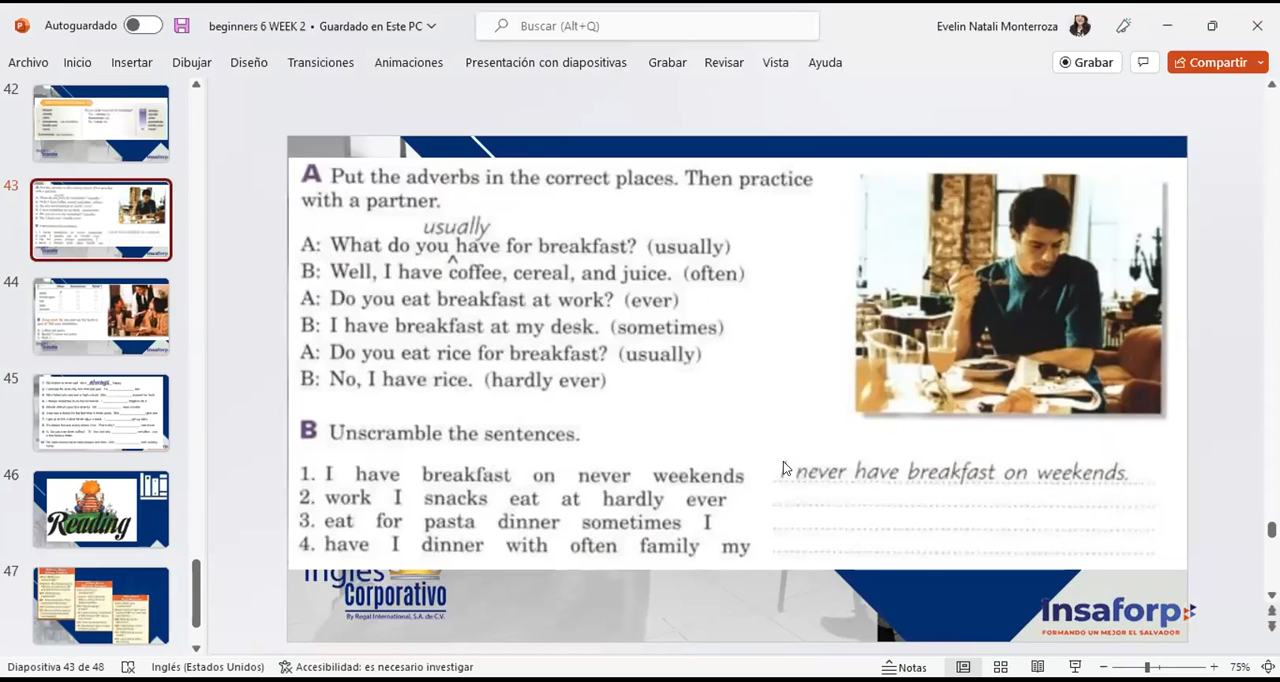 Autoguardado
beginners 6 WEEK 2 • Guardado en Este PC
Buscar (Alt+Q)
Evelin Natali Monterroza
Archivo Inicio Insertar Dibujar Diseño Transiciones Animaciones Presentación con diapositivas Grabar Revisar Vista Ayuda
Grabar
Compartir
42
43
44
45
46
Reading
47
A Put the adverbs in the correct places. Then practice
with a partner.
usually
A: What do you have for breakfast? (usually)
B: Well, I have coffee, cereal, and juice. (often)
A: Do you eat breakfast at work? (ever)
B: I have breakfast at my desk. (sometimes)
A: Do you eat rice for breakfast? (usually)
B: No, I have rice. (hardly ever)
B Unscramble the sentences.
1. I have breakfast on never weekends
never have breakfast on weekends.
2. work I snacks eat at hardly ever
3. eat for pasta dinner sometimes I
4. have I dinner with often family my
Inglés
Corporativo
By Regal International, S.A. de C.V.
insaforp
FORMANDO UN MEJOR EL SALVADOR
Diapositiva 43 de 48
Inglés (Estados Unidos)
Accesibilidad: es necesario investigar
Notas
75%